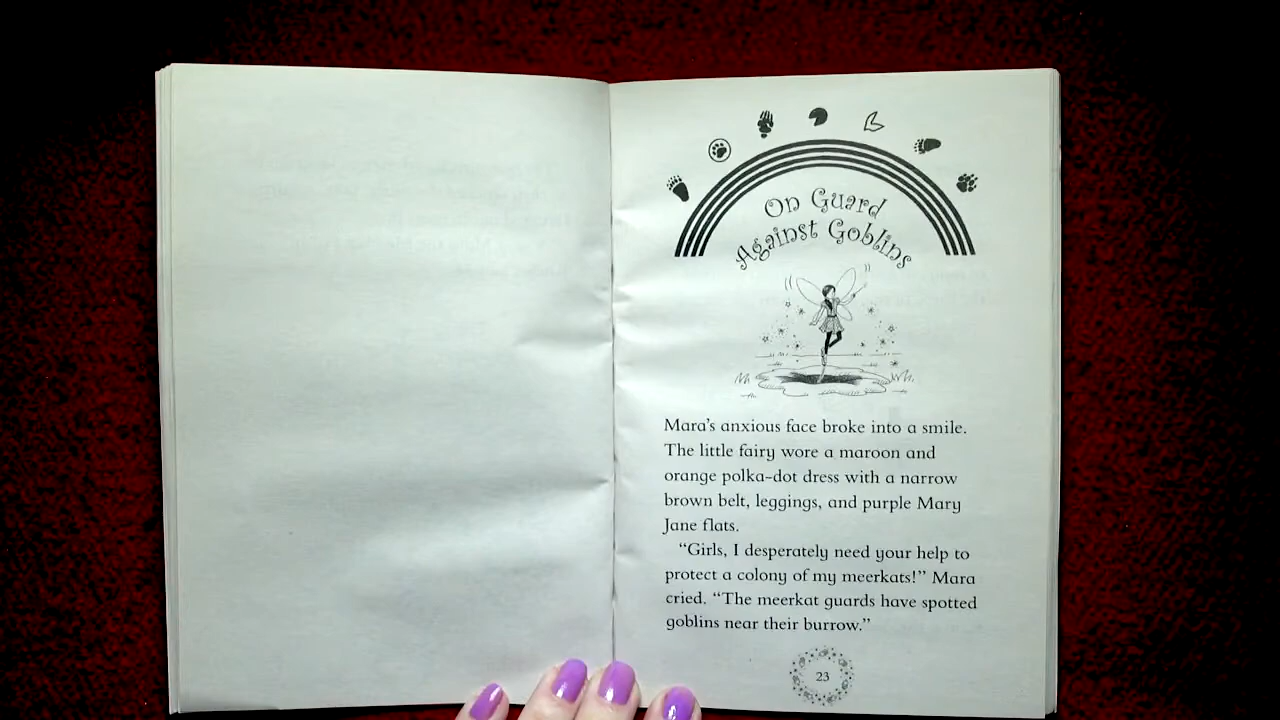 On Guard
Against Goblins
Mara's anxious face broke into a smile.
The little fairy wore a maroon and
orange polka-dot dress with a narrow
brown belt, leggings, and purple Mary
Jane flats.
“Girls, I desperately need your help to
protect a colony of my meerkats!” Mara
cried. “The meerkat guards have spotted
goblins near their burrow.”
23